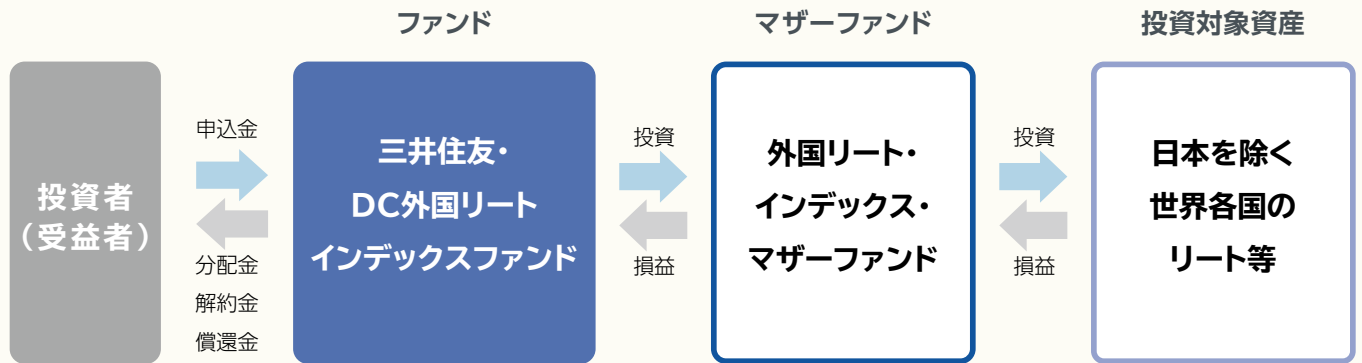 ファンド
マザーファンド
投資対象資産
投資者
（受益者）
申込金
分配金
解約金
償還金
三井住友・
DC外国リート
インデックスファンド
投資
損益
外国リート・
インデックス・
マザーファンド
投資
損益
日本を除く
世界各国の
リート等